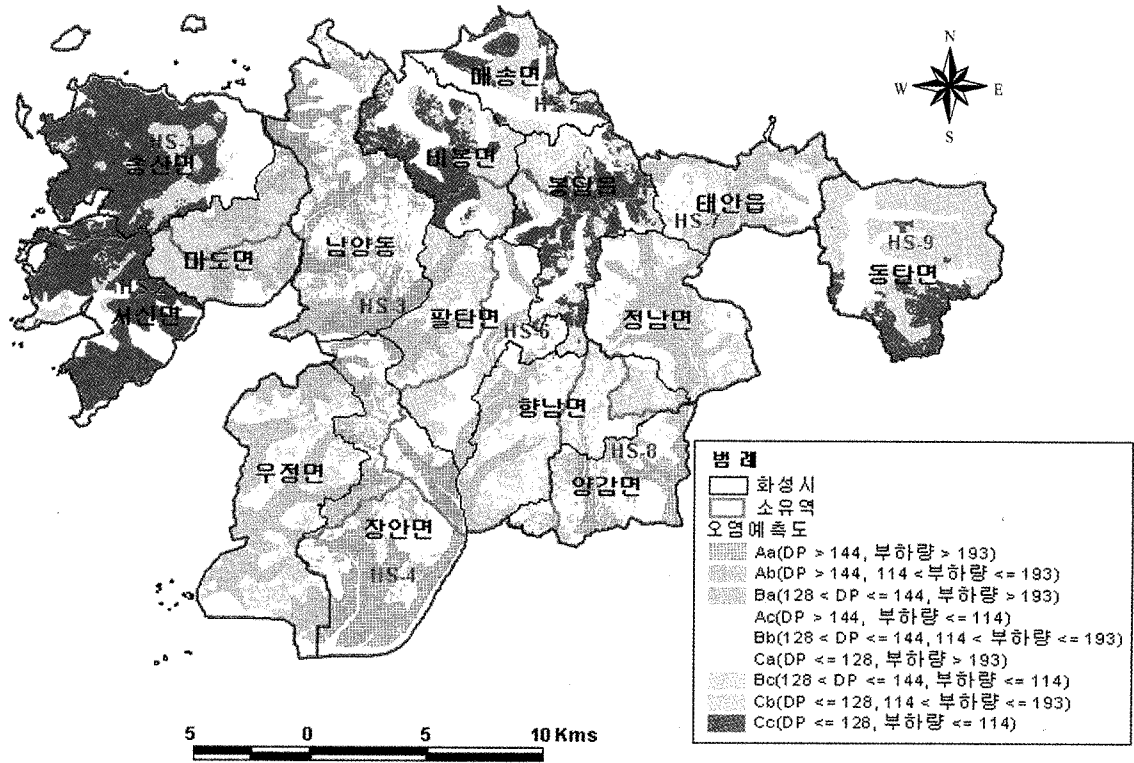 N
W E
S
매송면
HS-5
HS-1
송산면
비봉면
봉담읍
태안읍
HS-7
HS-9
동탄면
마도면
남양동
HS-3
서신면
팔탄면
HS-6
정남면
향남면
HS-8
양감면
우정면
장안면
HS-4
범 례
화성시
소유역
오염예측도
Aa(DP > 144, 부하량 > 193)
Ab(DP > 144, 114 < 부하량 <= 193)
Ba(128 < DP <= 144, 부하량 > 193)
Ac(DP > 144, 부하량 <= 114)
Bb(128 < DP <= 144, 114 < 부하량 <= 193)
Ca(DP <= 128, 부하량 > 193)
Bc(128 < DP <= 144, 부하량 <= 114)
Cb(DP <= 128, 114 < 부하량 <= 193)
Cc(DP <= 128, 부하량 <= 114)
5 0 5 10 Kms